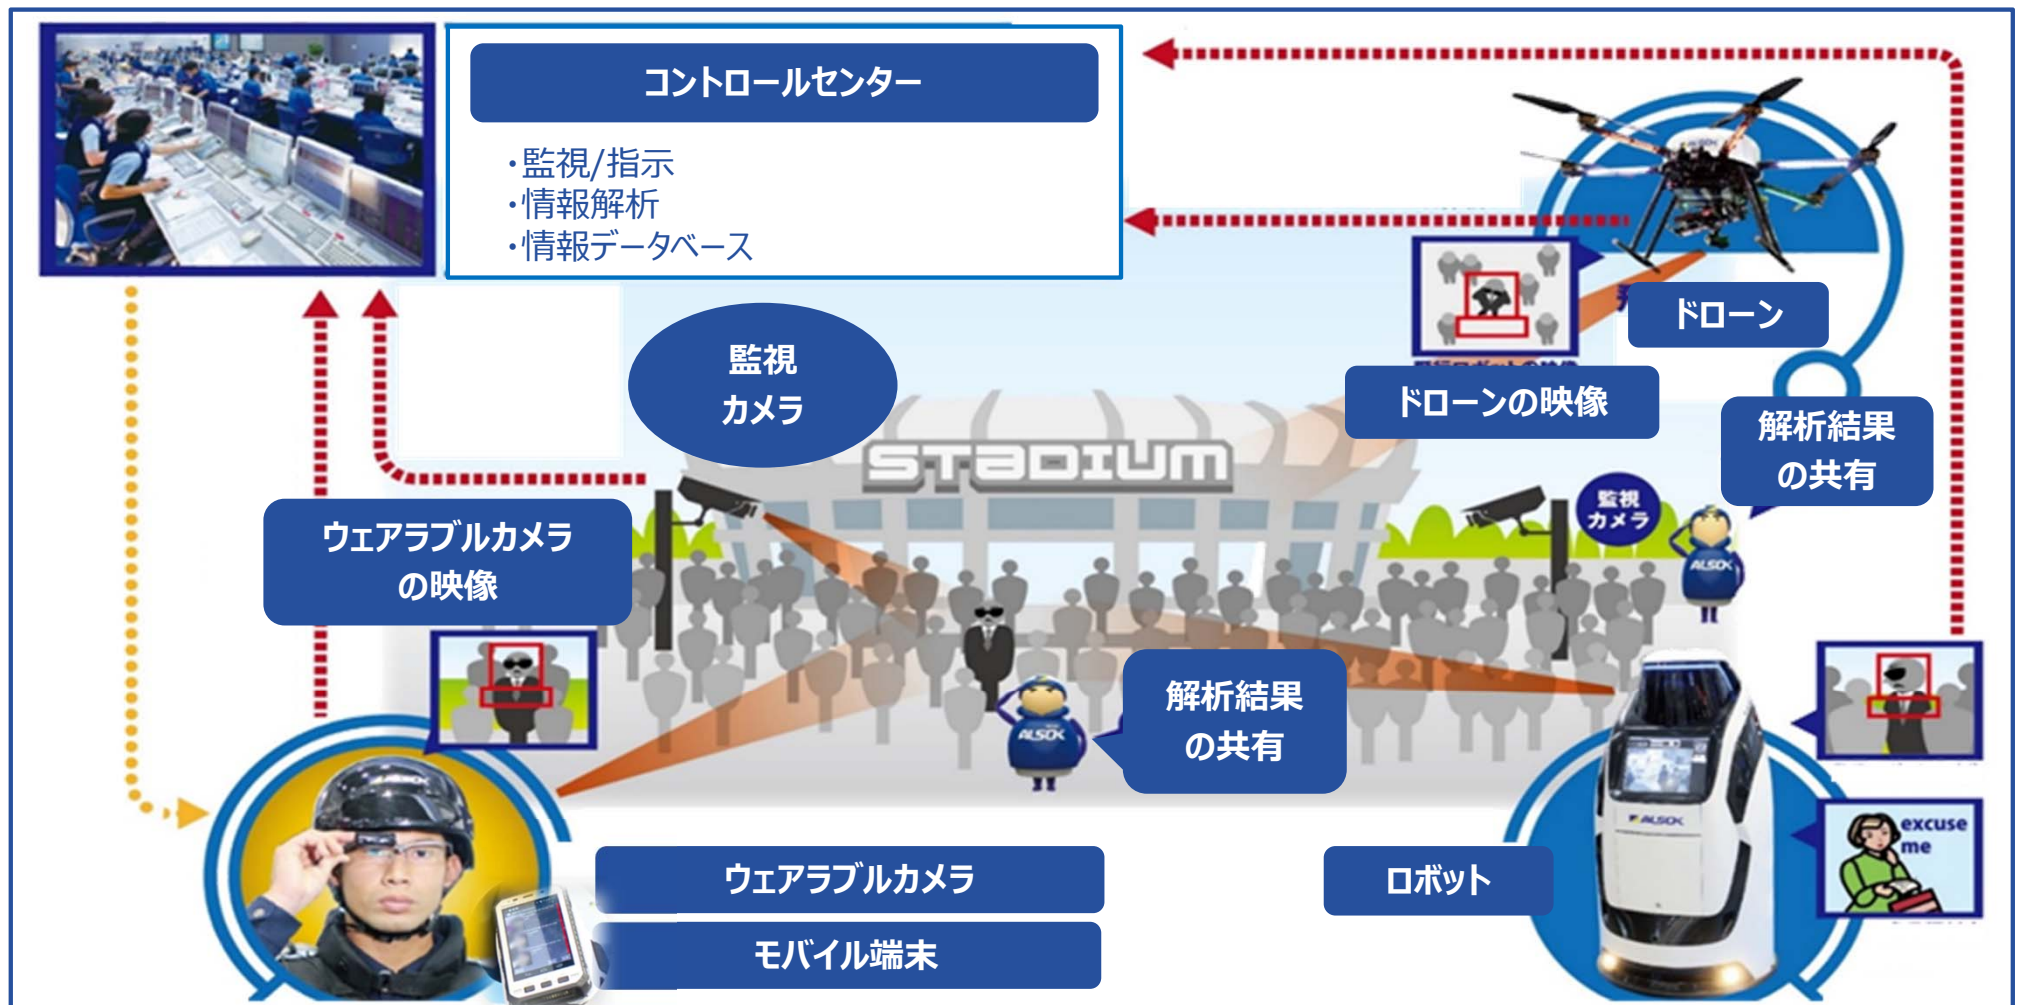 コントロールセンター
・監視/指示
・情報解析
・情報データベース
ドローン
監視
カメラ
ドローンの映像
解析結果
の共有
STADIUM
監視
カメラ
ウェアラブルカメラ
の映像
ALSOK
解析結果
の共有
ALSOK
ALSOK
excuse
me
ウェアラブルカメラ
ロボット
モバイル端末